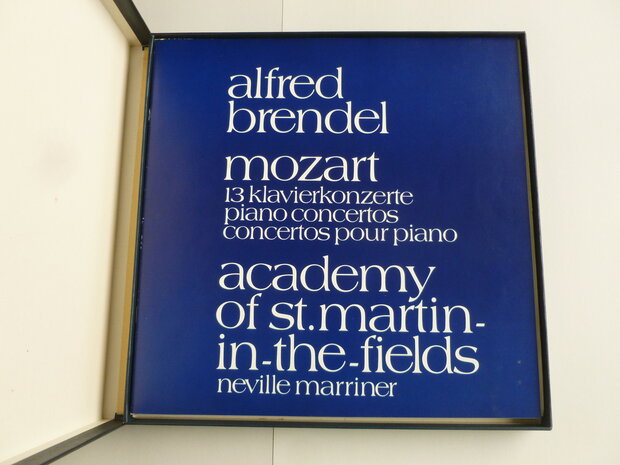 alfred
brendel
mozart
13 klavierkonzerte
piano concertos
concertos pour piano
academy
of st.martin-
in-the-fields
neville marriner